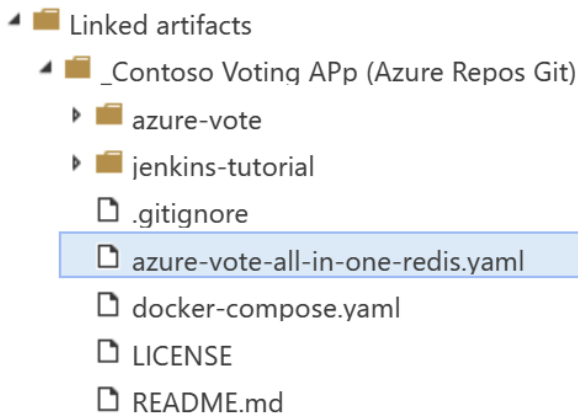 Linked artifacts
_Contoso Voting APp (Azure Repos Git)
azure-vote
jenkins-tutorial
.gitignore
azure-vote-all-in-one-redis.yaml
docker-compose.yaml
LICENSE
README.md